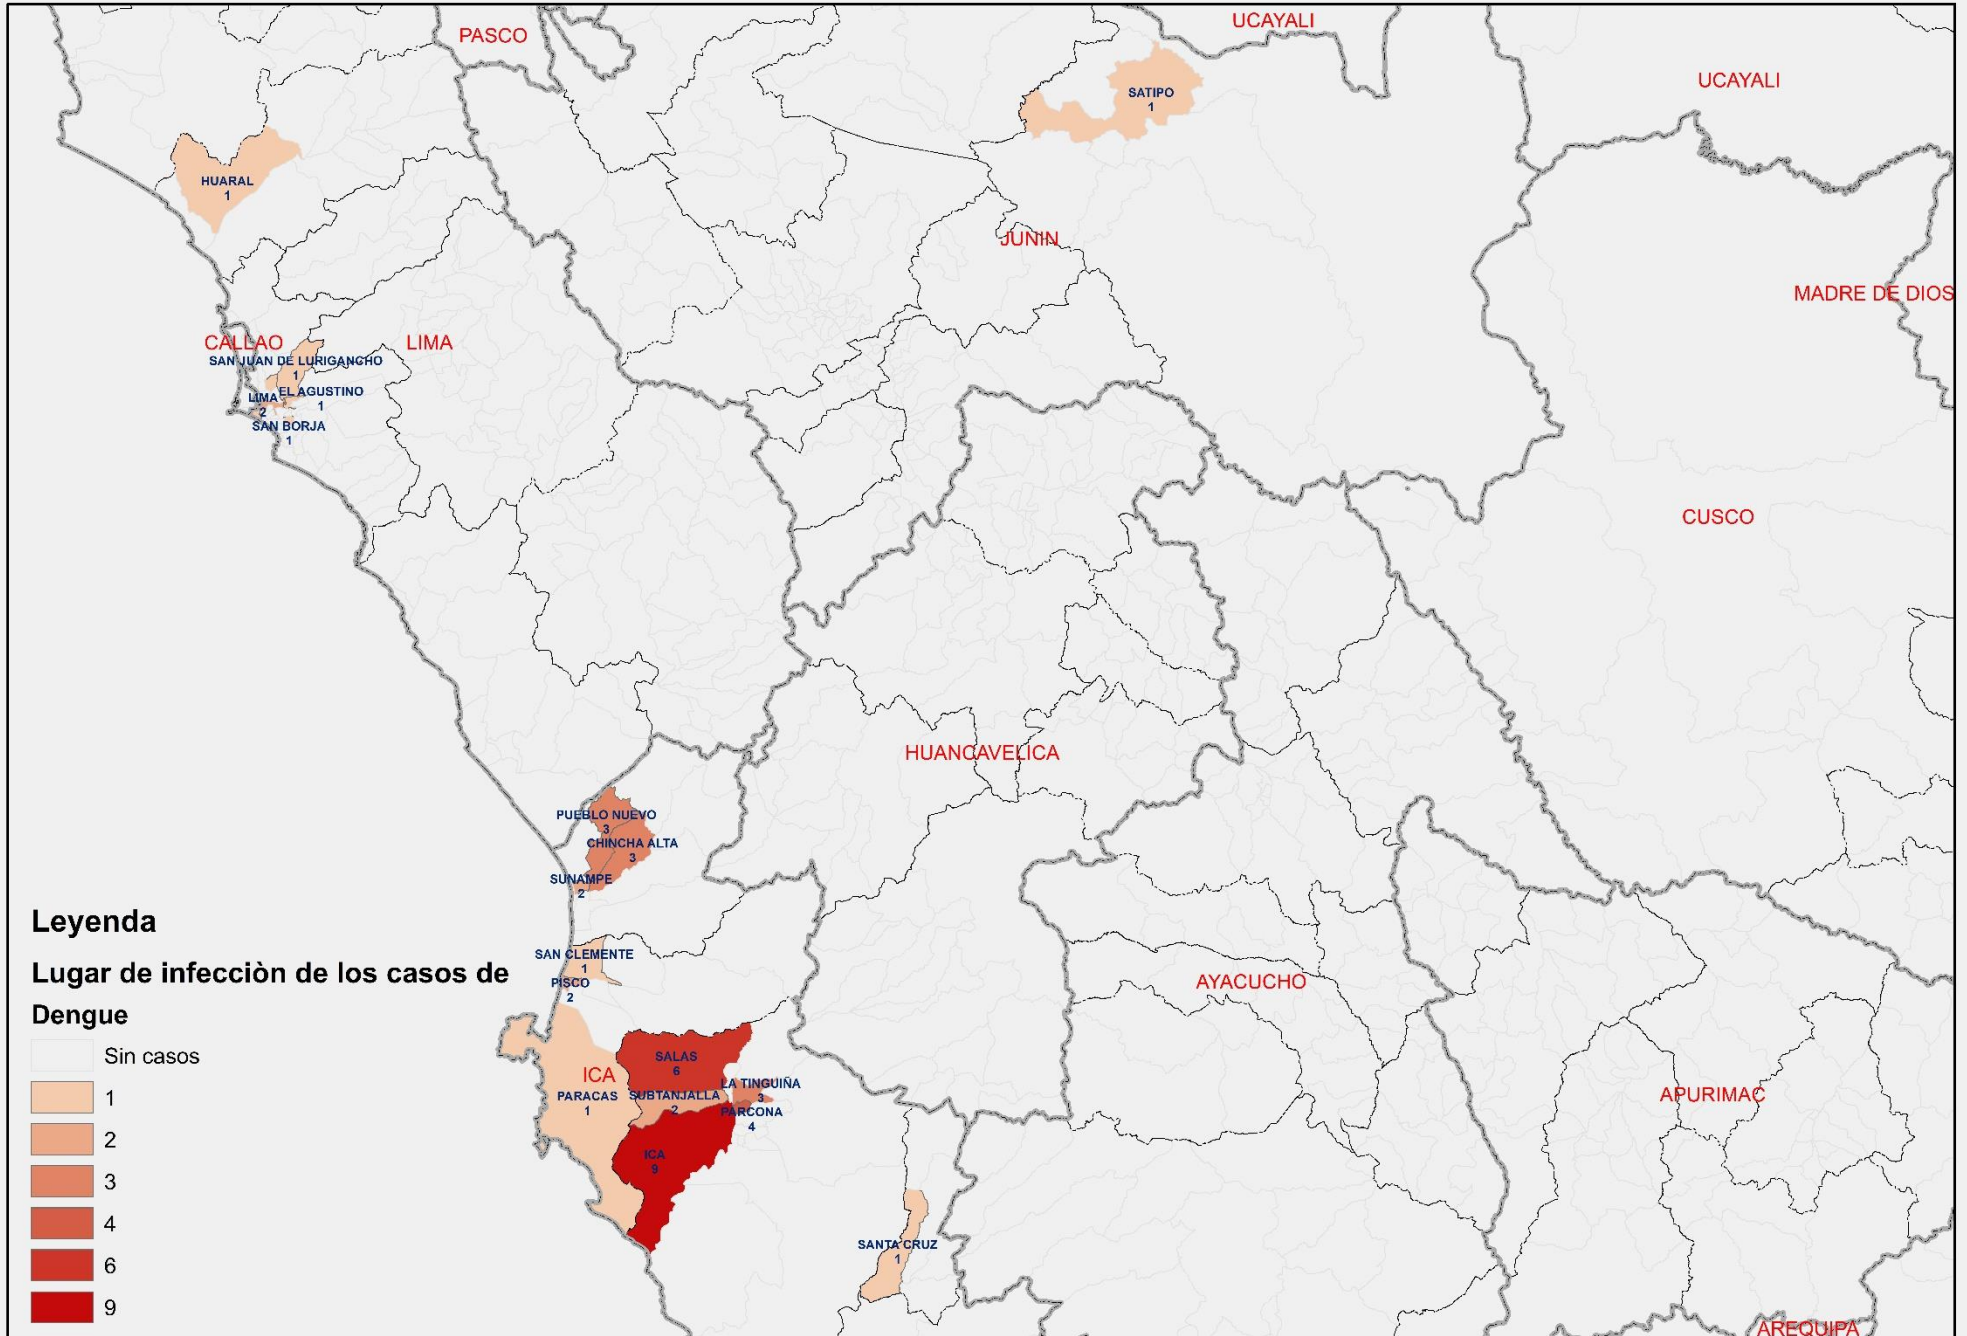 PASCO
UCAYALI
UCAYALI
SATIPO
1
HUARAL
1
JUNIN
MADRE DE DIOS
CALLAO
LIMA
SAN JUAN DE LURIGANCHO
1
EL AGUSTINO
1
LIMA
2
SAN BORJA
1
CUSCO
HUANCAVELICA
PUEBLO NUEVO
3
CHINCHA ALTA
3
SUNAMPE
2
SAN CLEMENTE
1
PISCO
2
AYACUCHO
SALAS
6
ICA
PARACAS
1
SUBTANJALLA
2
LA TINGUIÑA
3
PARCONA
4
APURIMAC
ICA
9
SANTA CRUZ
1
AREQUIPA
Leyenda
Lugar de infecciòn de los casos de
Dengue
Sin casos
1
2
3
4
6
9